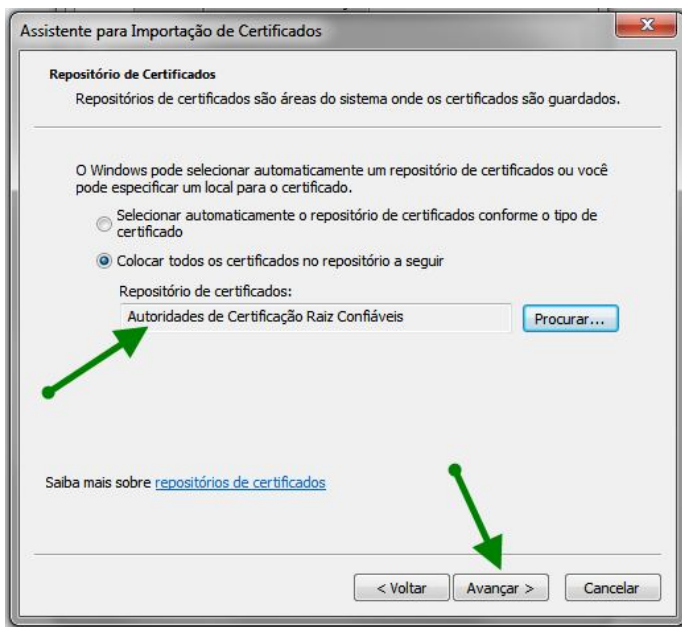 Assistente para Importação de Certificados
Repositório de Certificados
Repositórios de certificados são áreas do sistema onde os certificados são guardados.
O Windows pode selecionar automaticamente um repositório de certificados ou você
pode especificar um local para o certificado.
Selecionar automaticamente o repositório de certificados conforme o tipo de
certificado
Colocar todos os certificados no repositório a seguir
Repositório de certificados:
Autoridades de Certificação Raiz Confiáveis
Procurar...
Saiba mais sobre repositórios de certificados
< Voltar Avançar > Cancelar